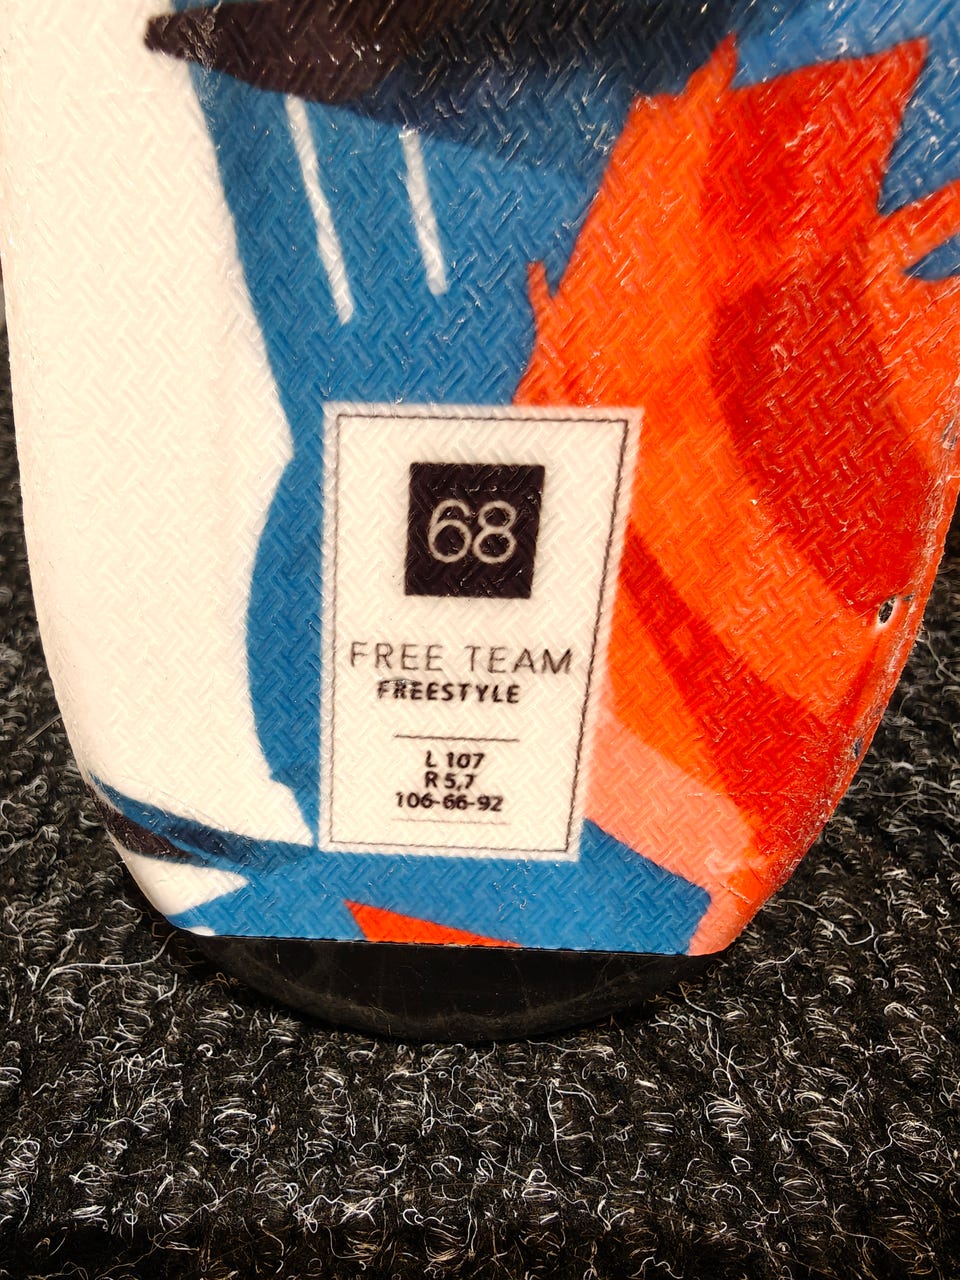 68
FREE TEAM
FREESTYLE
L 107
R 5,7
106-66-92